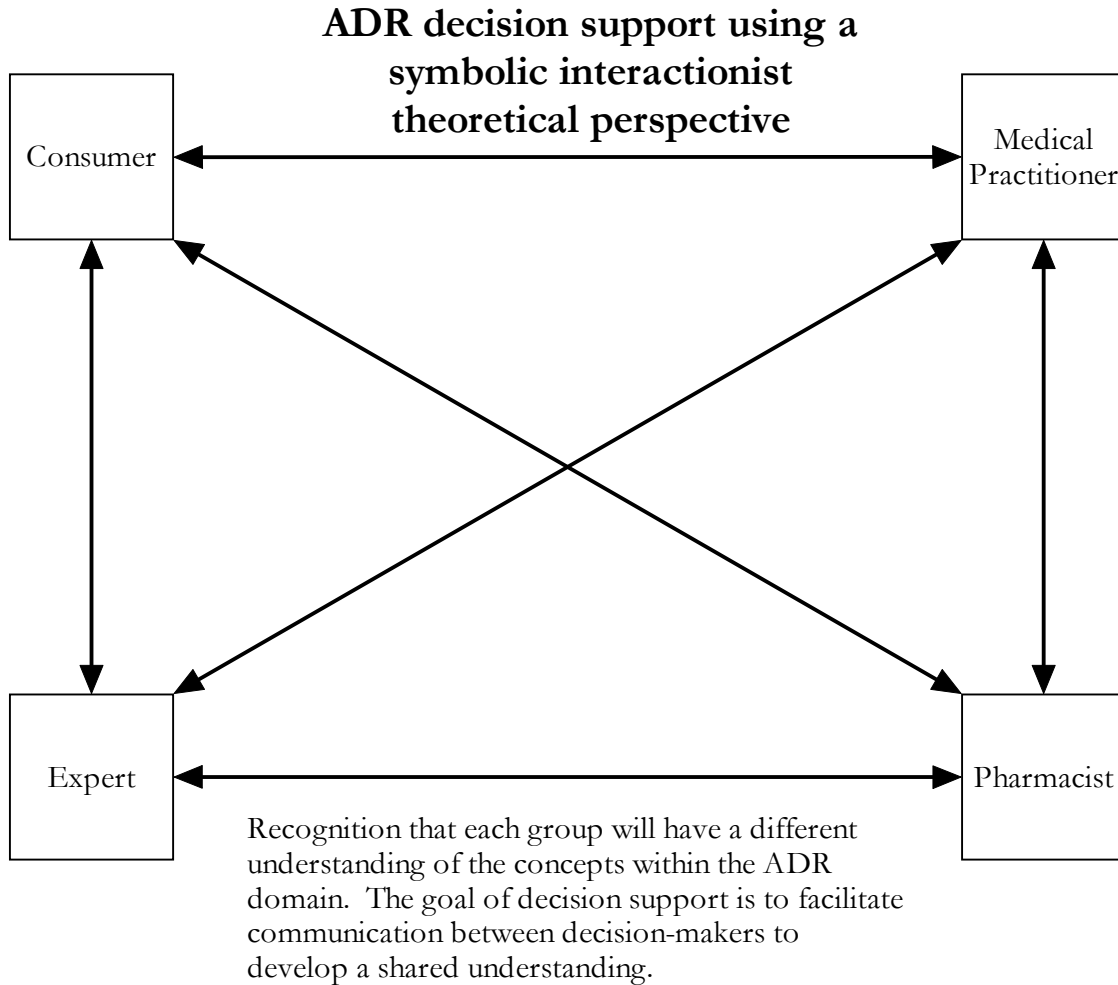 ADR decision support using a
symbolic interactionist
theoretical perspective
Consumer
Medical
Practitioner
Expert
Pharmacist
Recognition that each group will have a different
understanding of the concepts within the ADR
domain.  The goal of decision support is to facilitate
communication between decision-makers to
develop a shared understanding.